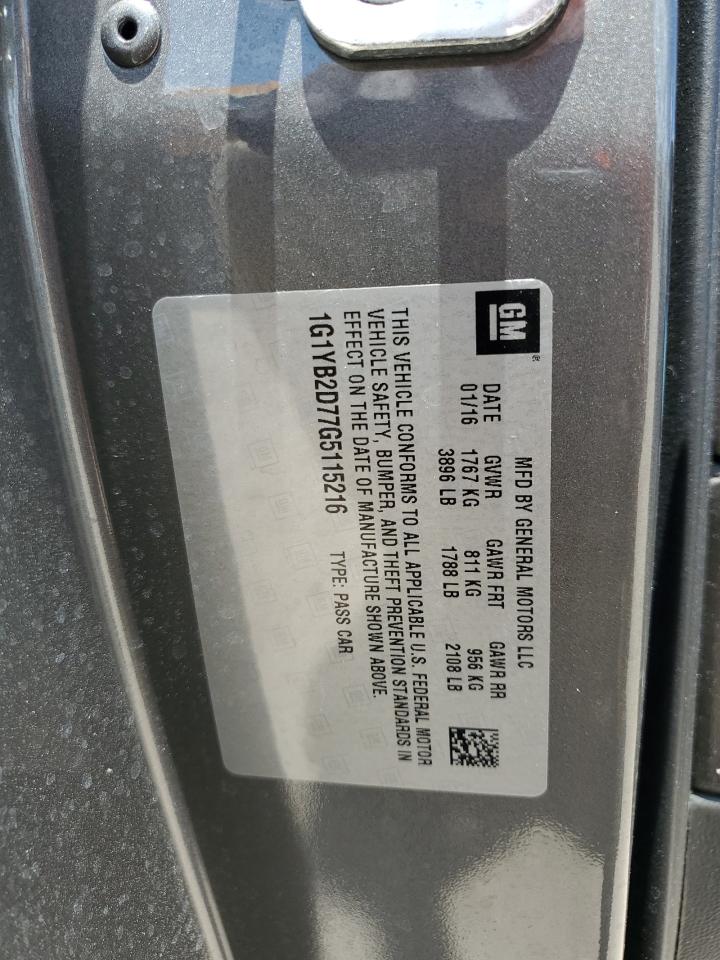 GM®
MFD BY GENERAL MOTORS LLC
DATE GVWR GAWR FRT GAWR RR
01/16 1767 KG 811 KG 956 KG
3896 LB 1788 LB 2108 LB
THIS VEHICLE CONFORMS TO ALL APPLICABLE U.S. FEDERAL MOTOR
VEHICLE SAFETY, BUMPER, AND THEFT PREVENTION STANDARDS IN
EFFECT ON THE DATE OF MANUFACTURE SHOWN ABOVE.
1G1YB2D77G5115216 TYPE: PASS CAR